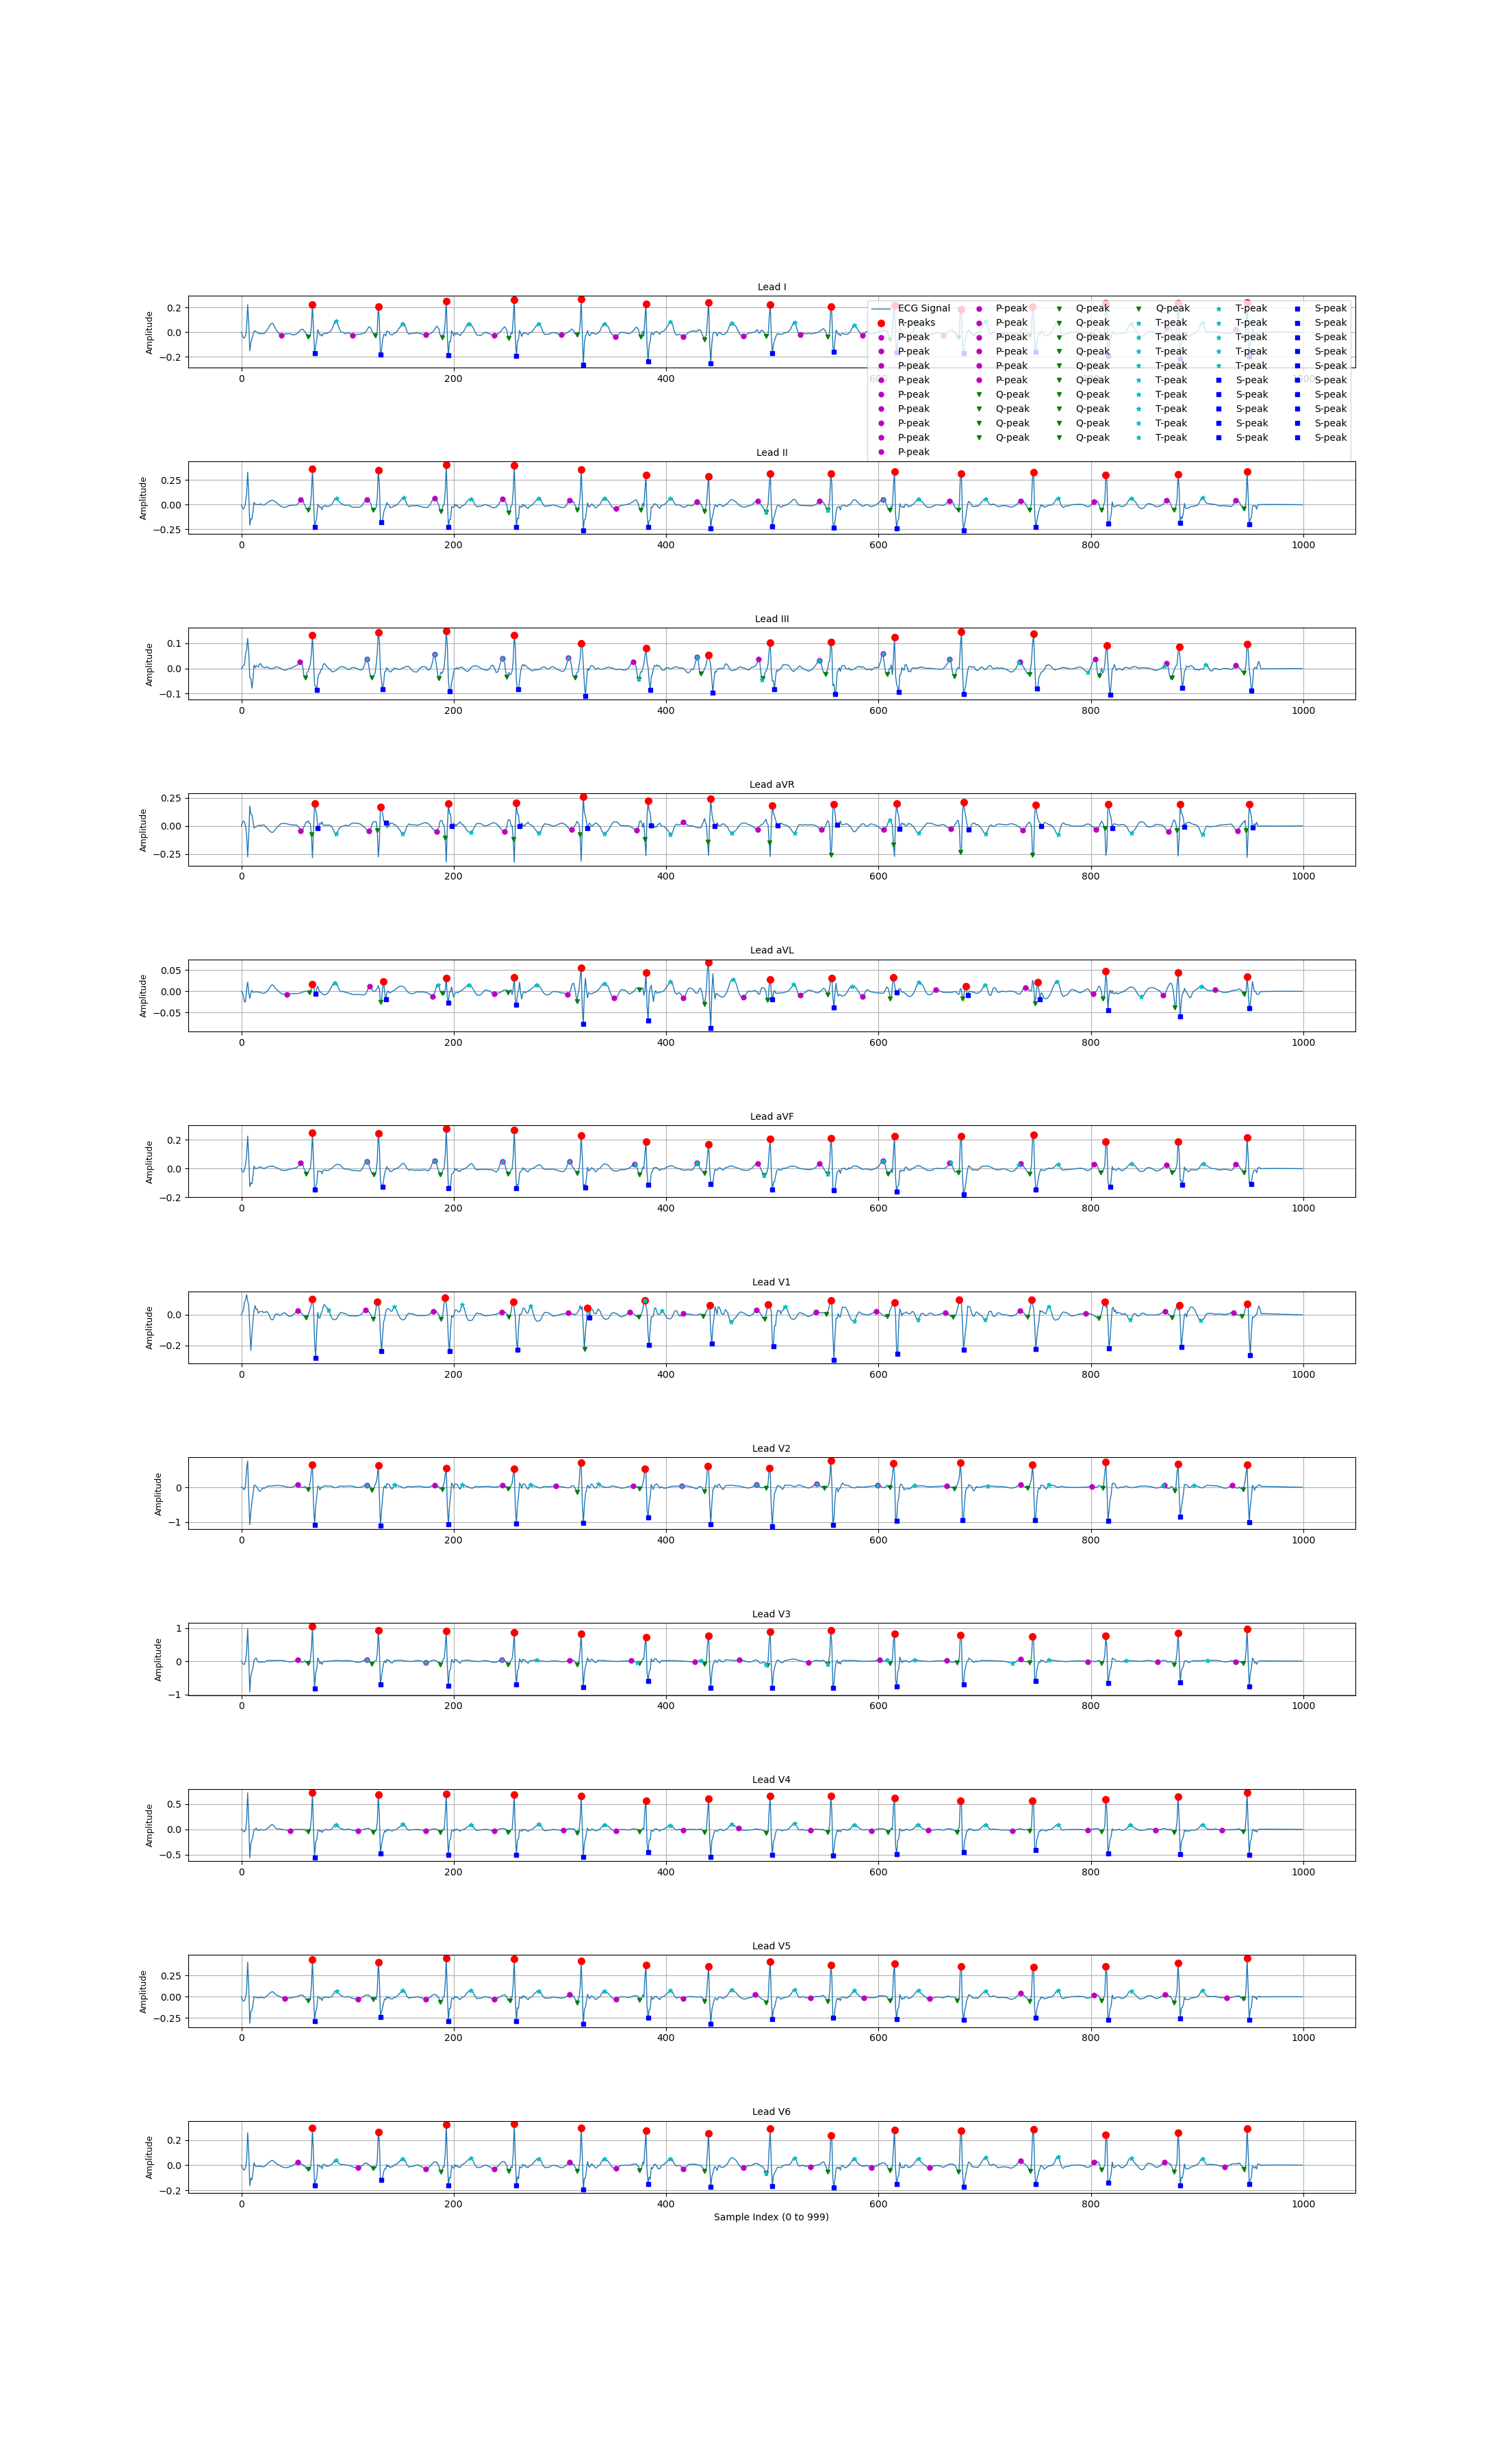 Lead I
Amplitude
0.2
0.0
−0.2
0 200 400 600 1000
ECG Signal P-peak Q-peak Q-peak T-peak S-peak
R-peaks P-peak Q-peak T-peak T-peak S-peak
P-peak P-peak Q-peak T-peak T-peak S-peak
P-peak P-peak Q-peak T-peak T-peak S-peak
P-peak P-peak Q-peak T-peak T-peak S-peak
P-peak P-peak Q-peak T-peak S-peak S-peak
P-peak Q-peak Q-peak T-peak S-peak S-peak
P-peak Q-peak Q-peak T-peak S-peak S-peak
P-peak Q-peak Q-peak T-peak S-peak S-peak
P-peak Q-peak Q-peak T-peak S-peak S-peak
P-peak
Lead II
Amplitude
0.25
0.00
−0.25
0 200 400 600 800 1000
Lead III
Amplitude
0.1
0.0
−0.1
0 200 400 600 800 1000
Lead aVR
Amplitude
0.25
0.00
−0.25
0 200 400 600 800 1000
Lead aVL
Amplitude
0.05
0.00
−0.05
0 200 400 600 800 1000
Lead aVF
Amplitude
0.2
0.0
−0.2
0 200 400 600 800 1000
Lead V1
Amplitude
0.0
−0.2
0 200 400 600 800 1000
Lead V2
Amplitude
0
−1
0 200 400 600 800 1000
Lead V3
Amplitude
1
0
−1
0 200 400 600 800 1000
Lead V4
Amplitude
0.5
0.0
−0.5
0 200 400 600 800 1000
Lead V5
Amplitude
0.25
0.00
−0.25
0 200 400 600 800 1000
Lead V6
Amplitude
0.2
0.0
−0.2
0 200 400 600 800 1000
Sample Index (0 to 999)